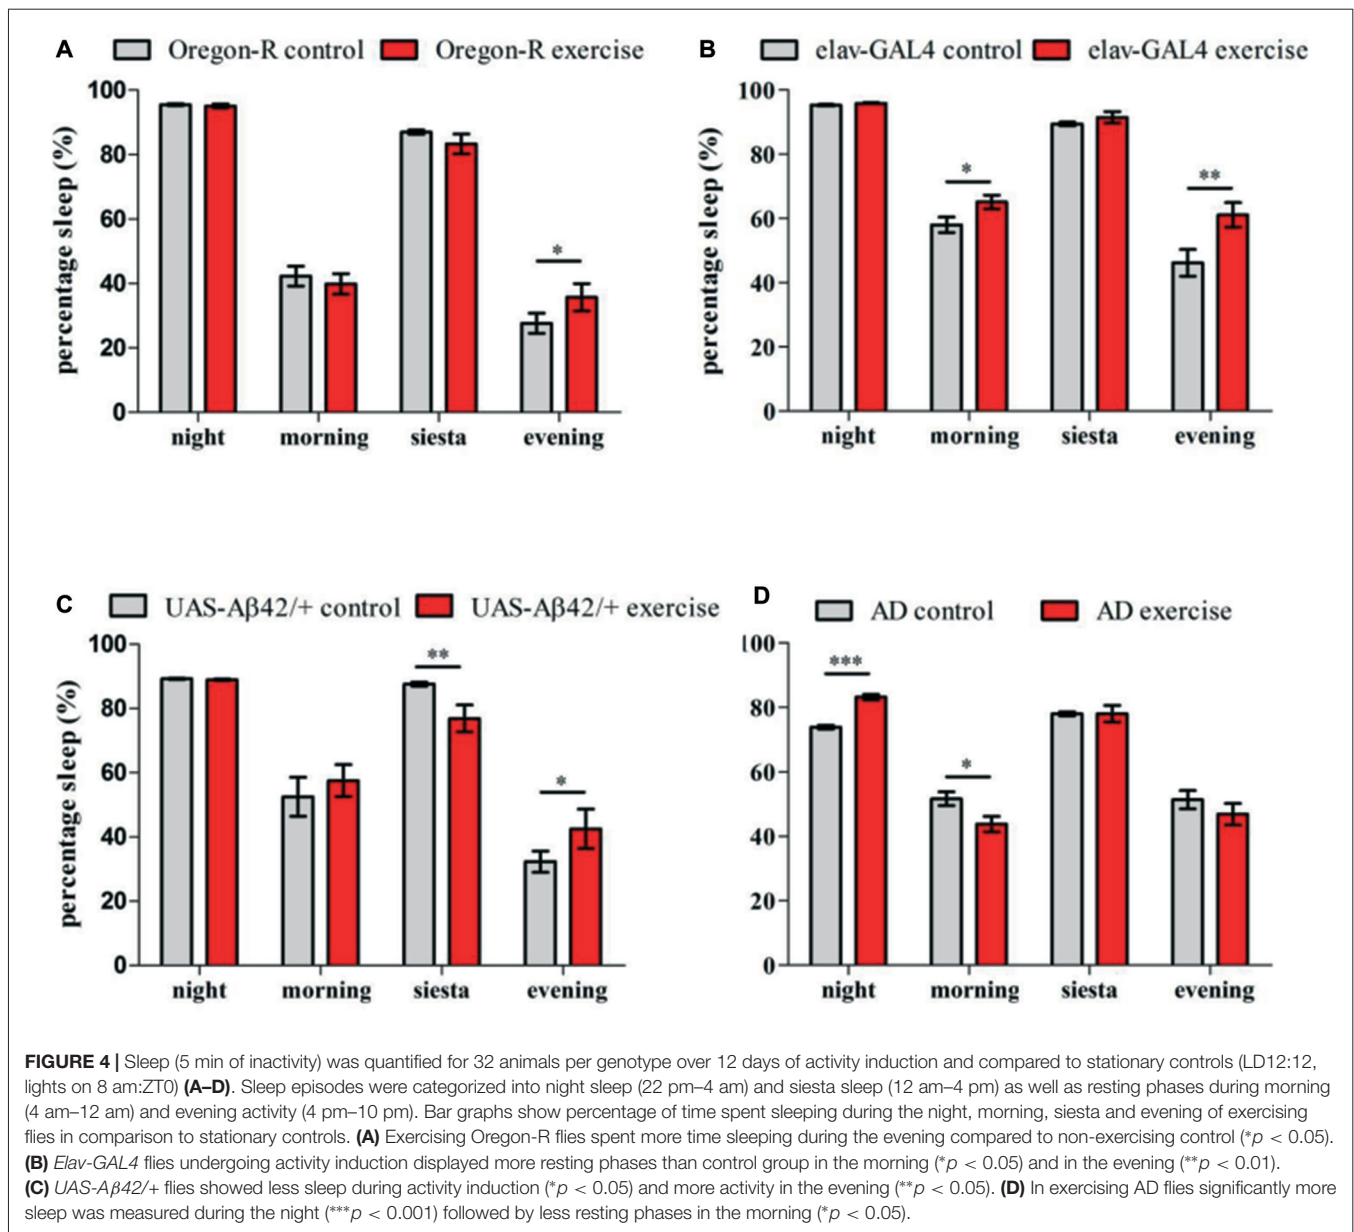 A Oregon-R control Oregon-R exercise
percentage sleep (%)
100
80
60
40
20
0
*
night morning siesta evening
B elav-GAL4 control elav-GAL4 exercise
percentage sleep (%)
100
80
60
40
20
0
* **
night morning siesta evening
C UAS-Aβ42/+ control UAS-Aβ42/+ exercise
percentage sleep (%)
100
80
60
40
20
0
** *
night morning siesta evening
D AD control AD exercise
100
80
60
40
20
0
*** *
night morning siesta evening
FIGURE 4 | Sleep (5 min of inactivity) was quantified for 32 animals per genotype over 12 days of activity induction and compared to stationary controls (LD12:12,
lights on 8 am:ZT0) (A–D). Sleep episodes were categorized into night sleep (22 pm–4 am) and siesta sleep (12 am–4 pm) as well as resting phases during morning
(4 am–12 am) and evening activity (4 pm–10 pm). Bar graphs show percentage of time spent sleeping during the night, morning, siesta and evening of exercising
flies in comparison to stationary controls. (A) Exercising Oregon-R flies spent more time sleeping during the evening compared to non-exercising control (*p < 0.05).
(B) Elav-GAL4 flies undergoing activity induction displayed more resting phases than control group in the morning (*p < 0.05) and in the evening (**p < 0.01).
(C) UAS-Aβ42/+ flies showed less sleep during activity induction (*p < 0.05) and more activity in the evening (**p < 0.05). (D) In exercising AD flies significantly more
sleep was measured during the night (***p < 0.001) followed by less resting phases in the morning (*p < 0.05).